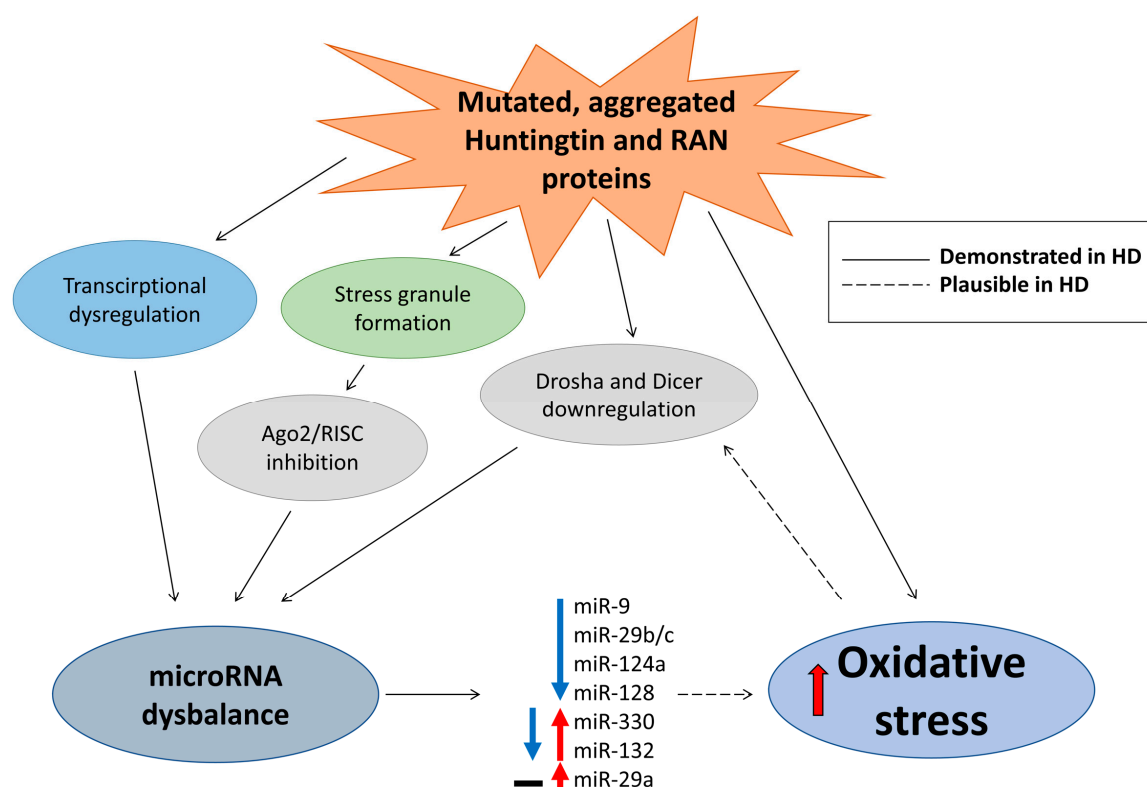 Mutated, aggregated
Huntingtin and RAN
proteins
Demonstrated in HD
Plausible in HD
Transcirptional
dysregulation
Stress granule
formation
Drosha and Dicer
downregulation
Ago2/RISC
inhibition
microRNA
dysbalance
miR-9
miR-29b/c
miR-124a
miR-128
miR-330
miR-132
miR-29a
Oxidative
stress